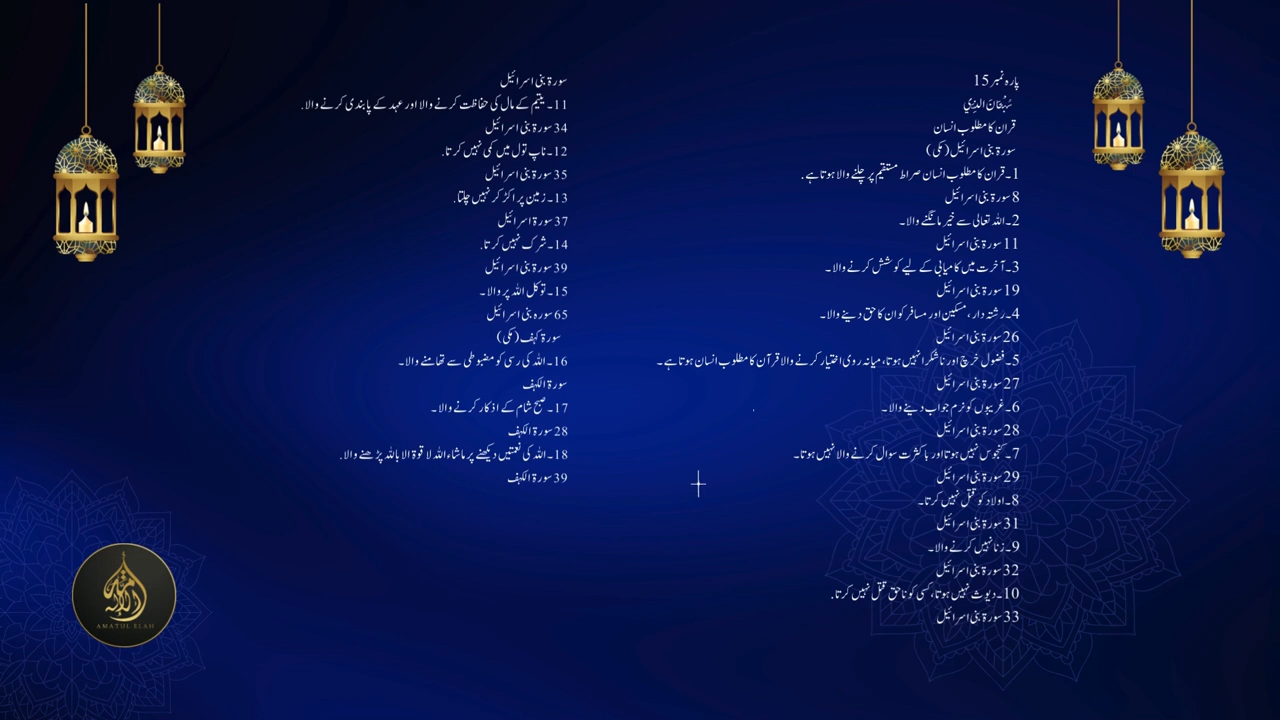 پارہ نمبر 15
سُبْحَانَ الَّذِي
قران کا مطلوب انسان
سورۃ بنی اسرائیل (مکی)
1۔قران کا مطلوب انسان صراط مستقیم پر چلنے والا ہوتا ہے.
8 سورۃ بنی اسرائیل
2۔اللہ تعالی سے خیر مانگنے والا۔
11 سورۃ بنی اسرائیل
3۔آخرت میں کامیابی کے لیے کوشش کرنے والا۔
19 سورۃ بنی اسرائیل
4۔رشتہ دار ، مسکین اور مسافر کو ان کا حق دینے والا۔
26 سورۃ بنی اسرائیل
5۔فضول خرچ اور ناشکرا نہیں ہوتا، میانہ روی اختیار کرنے والا قرآن کا مطلوب انسان ہوتا ہے۔
27 سورۃ بنی اسرائیل
6۔غریبوں کو نرم جواب دینے والا۔
28 سورۃ بنی اسرائیل
7۔کنجوس نہیں ہوتا اور با کثرت سوال کرنے والا نہیں ہوتا۔
29 سورۃ بنی اسرائیل
8۔اولاد کو قتل نہیں کرتا۔
31 سورۃ بنی اسرائیل
9۔زنا نہیں کرنے والا۔
32 سورۃ بنی اسرائیل
10۔دیوث نہیں ہوتا، کسی کو ناحق قتل نہیں کرتا.
33 سورۃ بنی اسرائیل
سورۃ بنی اسرائیل
11۔یتیم کے مال کی حفاظت کرنے والا اور عہد کے پابندی کرنے والا.
34 سورۃ بنی اسرائیل
12۔ناپ تول میں کمی نہیں کرتا.
35 سورۃ بنی اسرائیل
13۔زمین پر اکڑ کر نہیں چلتا.
37 سورۃ اسرائیل
14۔شرک نہیں کرتا.
39 سورۃ بنی اسرائیل
15۔توکل اللہ پر والا۔
65 سورہ بنی اسرائیل
سورۃ کہف (مکی)
16۔اللہ کی رسی کو مضبوطی سے تھامنے والا۔
سورۃ الکہف
17۔صبح شام کے اذکار کرنے والا۔
28 سورۃ الکہف
18۔اللہ کی نعمتیں دیکھنے پر ماشاءاللہ لا قوۃ الا باللہ پڑھنے والا.
39 سورۃ الکہف
امة الإله
AMATUL ELAH